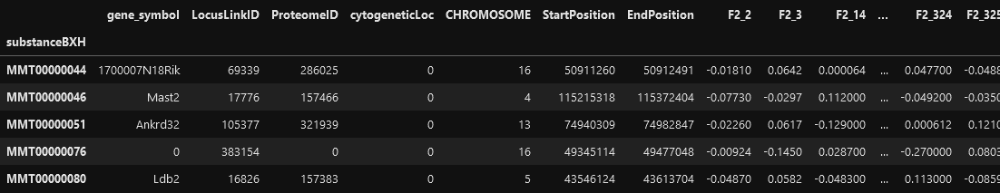 gene_symbol LocusLinkID ProteomeID cytogeneticLoc CHROMOSOME StartPosition EndPosition F2_2 F2_3 F2_14 ... F2_324 F2_325
substanceBXH
MMT00000044 1700007N18Rik 69339 286025 0 16 50911260 50912491 -0.01810 0.0642 0.000064 ... 0.047700 -0.0488
MMT00000046 Mast2 17776 157466 0 4 115215318 115372404 -0.07730 -0.0297 0.112000 ... -0.049200 -0.0350
MMT00000051 Ankrd32 105377 321939 0 13 74940309 74982847 -0.02260 0.0617 -0.129000 ... 0.000612 0.1210
MMT00000076 0 383154 0 0 16 49345114 49477048 -0.00924 -0.1450 0.028700 ... -0.270000 0.0803
MMT00000080 Ldb2 16826 157383 0 5 43546124 43613704 -0.04870 0.0582 -0.048300 ... 0.113000 -0.0859